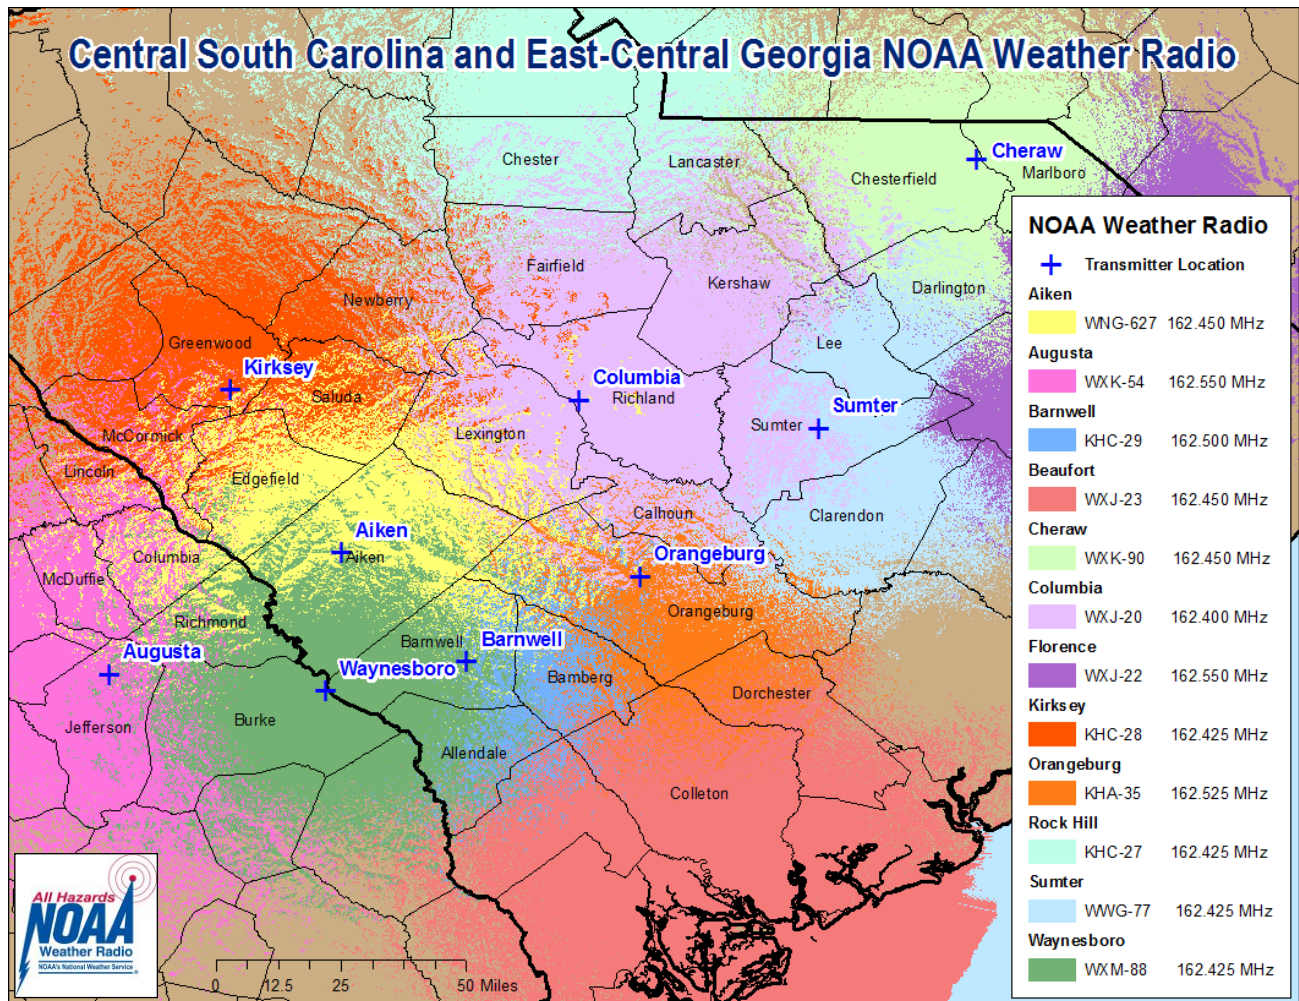 Central South Carolina and East-Central Georgia NOAA Weather Radio
Chester
Lancaster
Cheraw
Chesterfield
Marlboro
Fairfield
Kershaw
Darlington
Newberry
Greenwood
Lee
Kirksey
Saluda
Columbia
Richland
Sumter
Sumter
McCormick
Lexington
Lincoln
Edgefield
Calhoun
Clarendon
Aiken
Aiken
Columbia
McDuffie
Orangeburg
Orangeburg
Richmond
Barnwell
Barnwell
Augusta
Waynesboro
Bamberg
Dorchester
Burke
Jefferson
Allendale
Colleton
NOAA Weather Radio
Transmitter Location
Aiken
WNG-627 162.450 MHz
Augusta
WXK-54 162.550 MHz
Barnwell
KHC-29 162.500 MHz
Beaufort
WXJ-23 162.450 MHz
Cheraw
WXK-90 162.450 MHz
Columbia
WXJ-20 162.400 MHz
Florence
WXJ-22 162.550 MHz
Kirksey
KHC-28 162.425 MHz
Orangeburg
KHA-35 162.525 MHz
Rock Hill
KHC-27 162.425 MHz
Sumter
WWG-77 162.425 MHz
Waynesboro
WXM-88 162.425 MHz
All Hazards
NOAA
Weather Radio
NOAA's National Weather Service
0 12.5 25 50 Miles